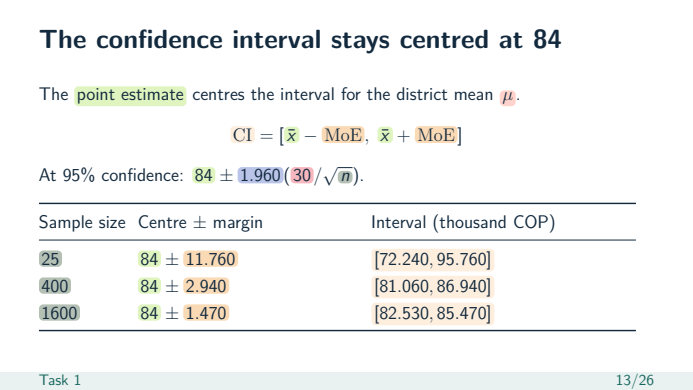 The confidence interval stays centred at 84
The point estimate centres the interval for the district mean μ.
CI = [x̄ − MoE, x̄ + MoE]
At 95% confidence: 84 ± 1.960(30/√n).
Sample size Centre ± margin Interval (thousand COP)
25 84 ± 11.760 [72.240, 95.760]
400 84 ± 2.940 [81.060, 86.940]
1600 84 ± 1.470 [82.530, 85.470]
Task 1 13/26